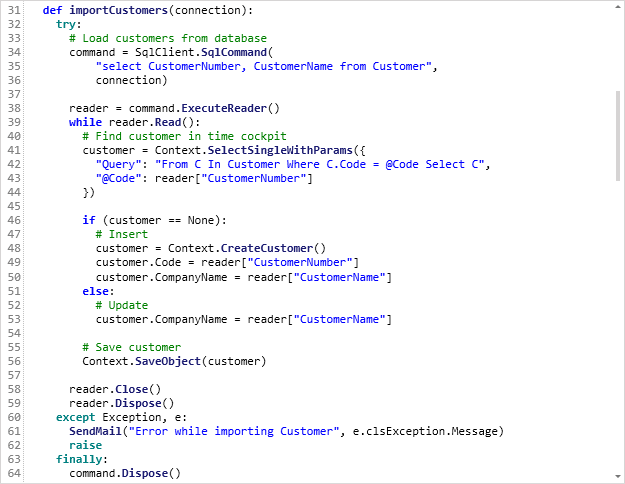 31 def importCustomers(connection):
32 try:
33 # Load customers from database
34 command = SqlClient.SqlCommand(
35 "select CustomerNumber, CustomerName from Customer",
36 connection)
37
38 reader = command.ExecuteReader()
39 while reader.Read():
40 # Find customer in time cockpit
41 customer = Context.SelectSingleWithParams({
42 "Query": "From C In Customer Where C.Code = @Code Select C",
43 "@Code": reader["CustomerNumber"]
44 })
45
46 if (customer == None):
47 # Insert
48 customer = Context.CreateCustomer()
49 customer.Code = reader["CustomerNumber"]
50 customer.CompanyName = reader["CustomerName"]
51 else:
52 # Update
53 customer.CompanyName = reader["CustomerName"]
54
55 # Save customer
56 Context.SaveObject(customer)
57
58 reader.Close()
59 reader.Dispose()
60 except Exception, e:
61 SendMail("Error while importing Customer", e.clsException.Message)
62 raise
63 finally:
64 command.Dispose()